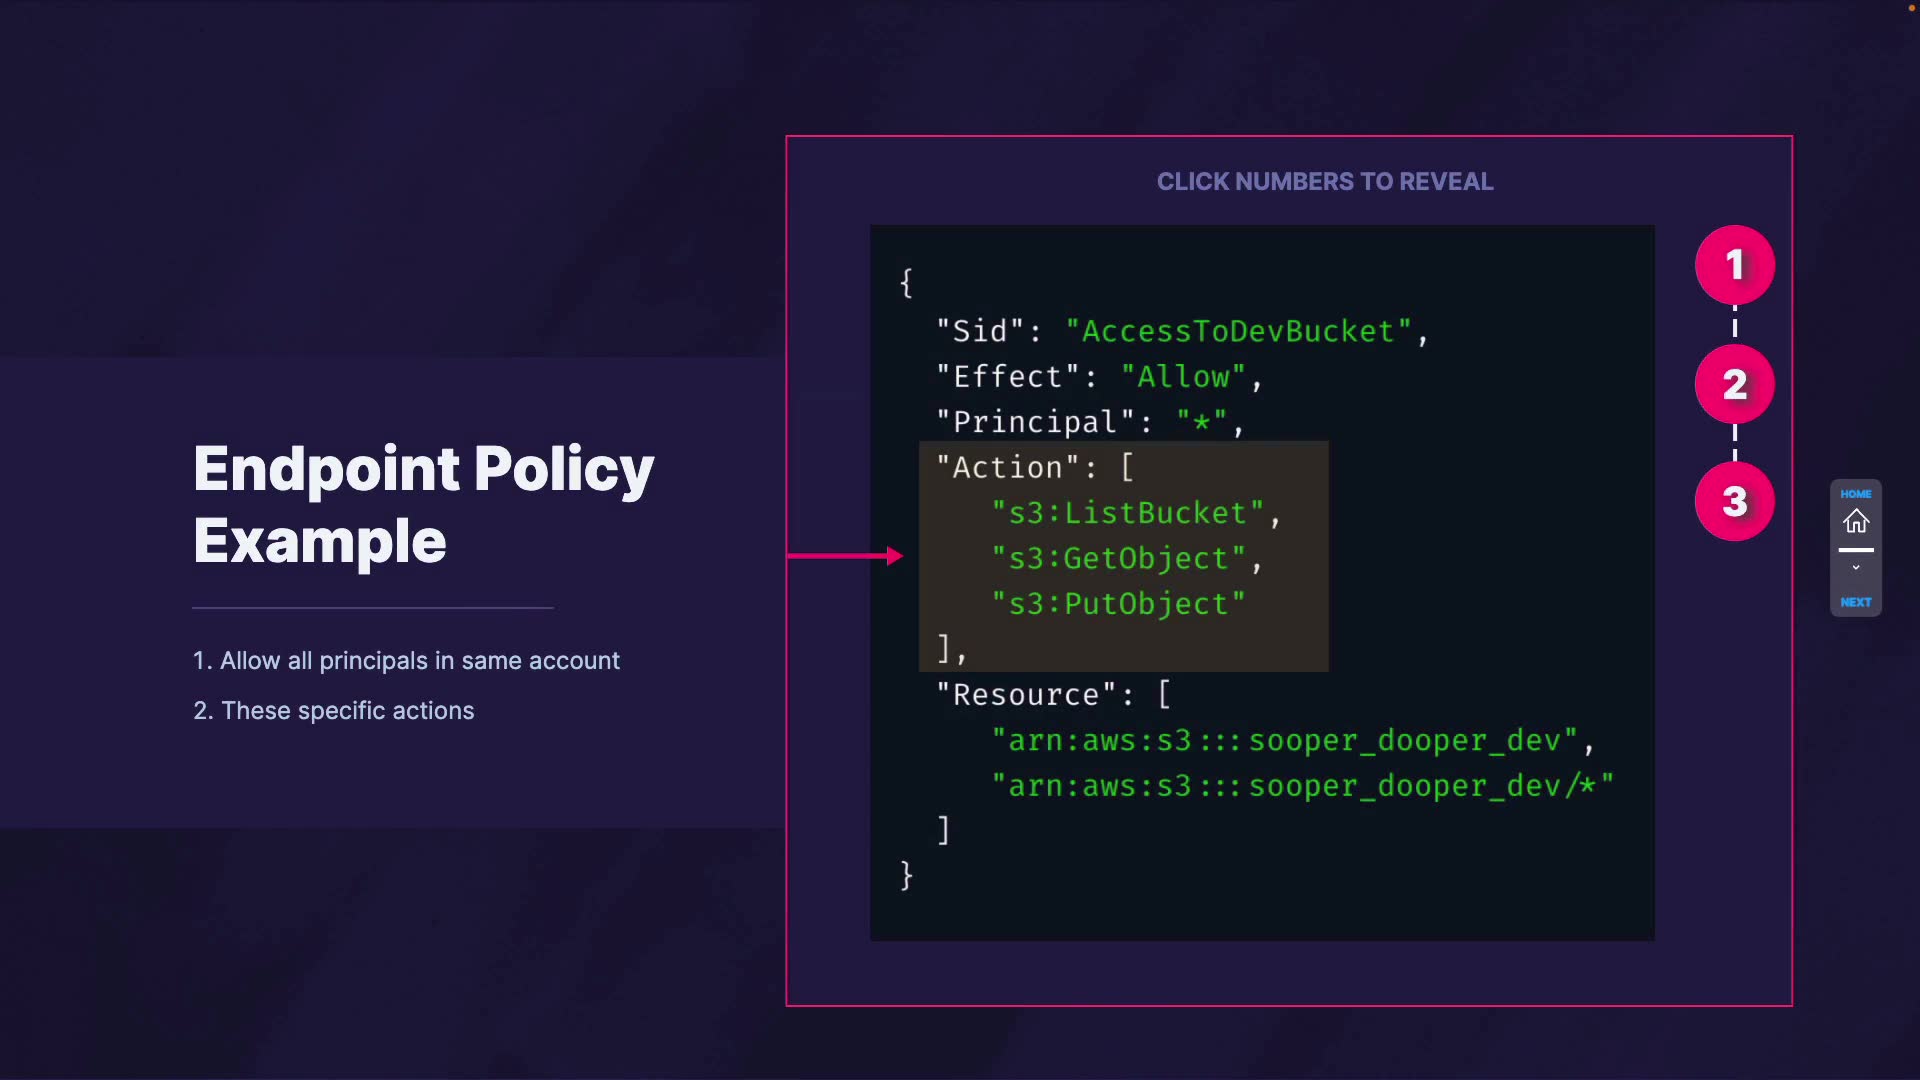 Endpoint Policy
Example
1. Allow all principals in same account
2. These specific actions
CLICK NUMBERS TO REVEAL
{
"Sid": "AccessToDevBucket",
"Effect": "Allow",
"Principal": "*",
"Action": [
"s3:ListBucket",
"s3:GetObject",
"s3:PutObject"
],
"Resource": [
"arn:aws:s3:::sooper_dooper_dev",
"arn:aws:s3:::sooper_dooper_dev/*"
]
}
1
2
3
HOME
NEXT